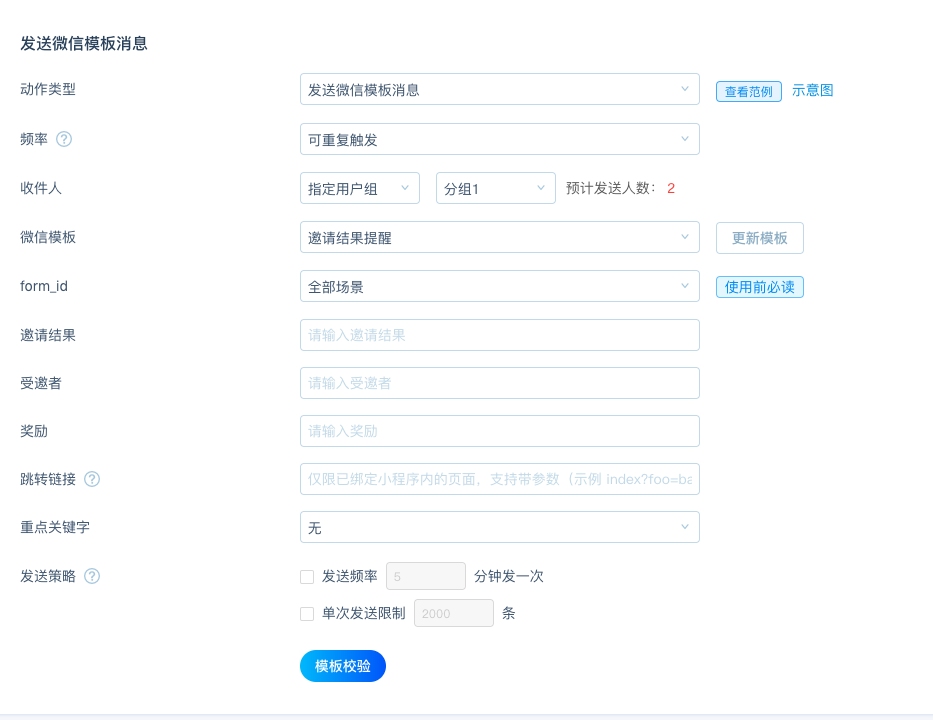 发送微信模板消息
动作类型 发送微信模板消息 查看范例 示意图
频率 ? 可重复触发
收件人 指定用户组 分组1 预计发送人数： 2
微信模板 邀请结果提醒 更新模板
form_id 全部场景 使用前必读
邀请结果 请输入邀请结果
受邀者 请输入受邀者
奖励 请输入奖励
跳转链接 ? 仅限已绑定小程序内的页面，支持带参数（示例 index?foo=ba
重点关键字 无
发送策略 ? 发送频率 5 分钟发一次
单次发送限制 2000 条
模板校验